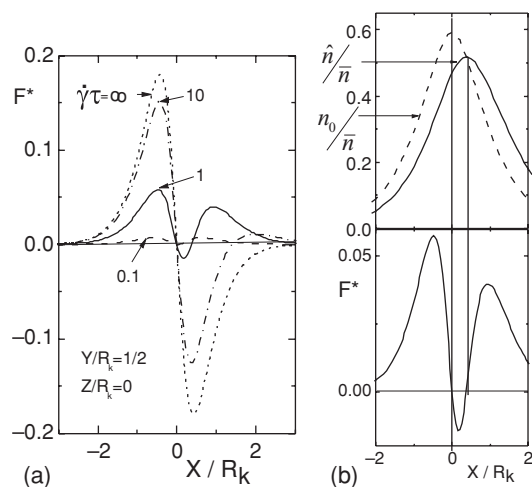 0.2
0.1
F*
0.0
−0.1
−0.2
γ̇τ=∞
10
1
0.1
Y/Rₖ=1/2
Z/Rₖ=0
−2 0 2
(a) X / Rₖ
n̂/n̄
n₀/n̄
0.6
0.4
0.2
0.0
0.05
F*
0.00
−2 0 2
(b) X / Rₖ